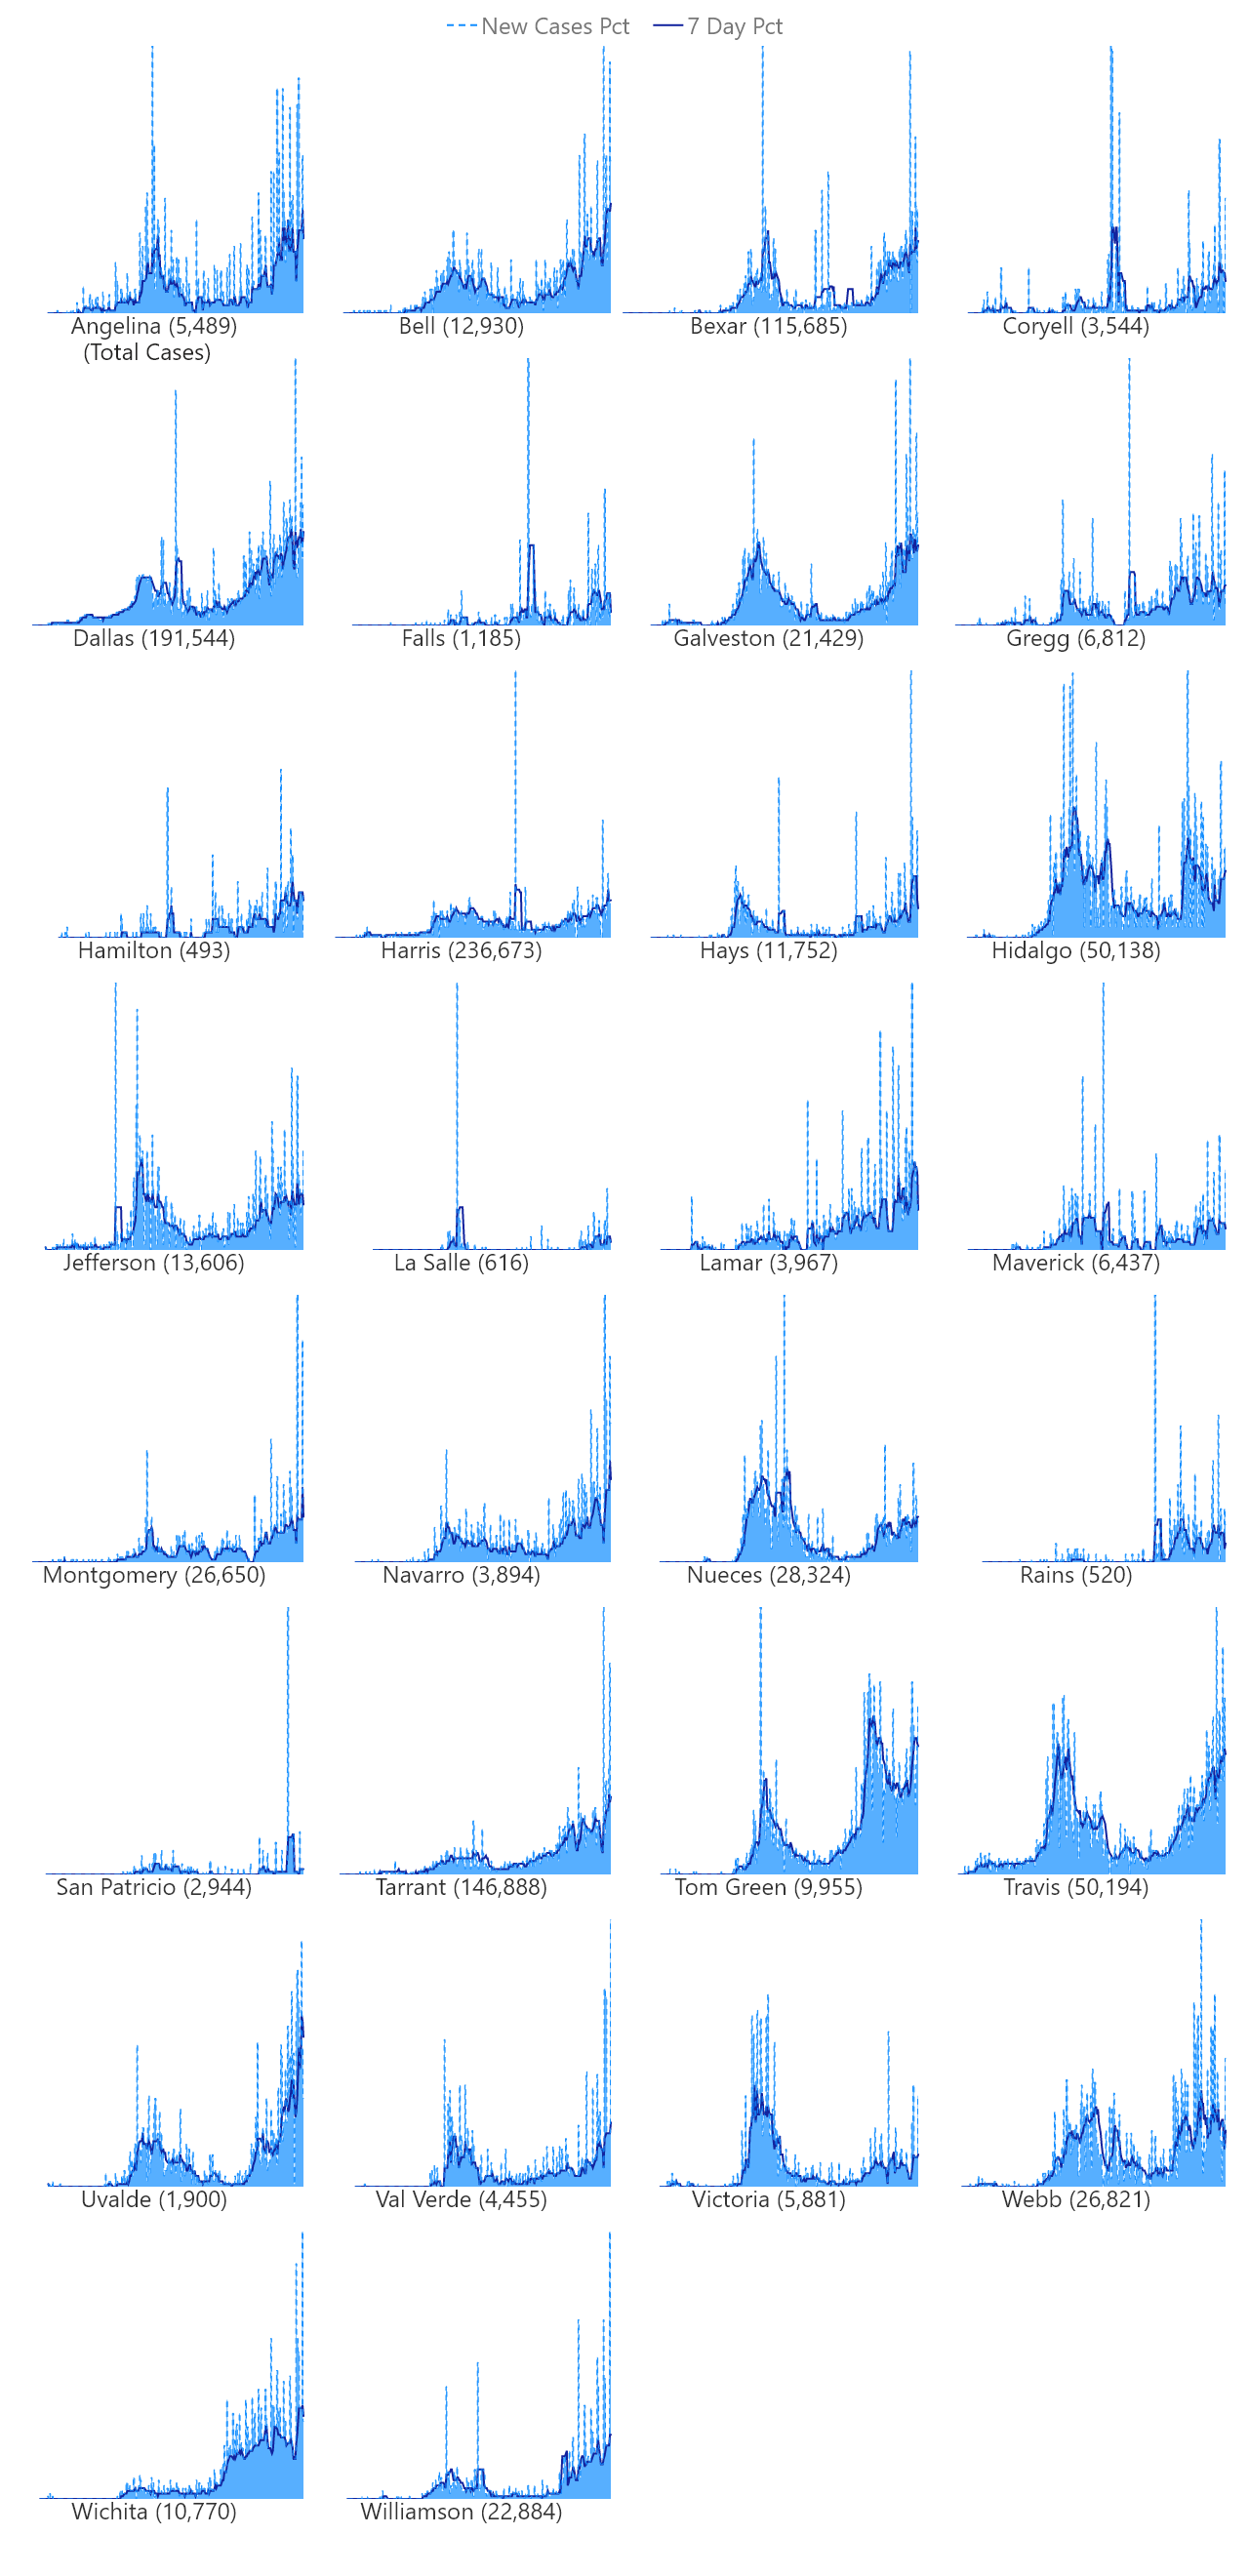 New Cases Pct 7 Day Pct
Angelina (5,489) Bell (12,930) Bexar (115,685) Coryell (3,544)
(Total Cases)
Dallas (191,544) Falls (1,185) Galveston (21,429) Gregg (6,812)
Hamilton (493) Harris (236,673) Hays (11,752) Hidalgo (50,138)
Jefferson (13,606) La Salle (616) Lamar (3,967) Maverick (6,437)
Montgomery (26,650) Navarro (3,894) Nueces (28,324) Rains (520)
San Patricio (2,944) Tarrant (146,888) Tom Green (9,955) Travis (50,194)
Uvalde (1,900) Val Verde (4,455) Victoria (5,881) Webb (26,821)
Wichita (10,770) Williamson (22,884)